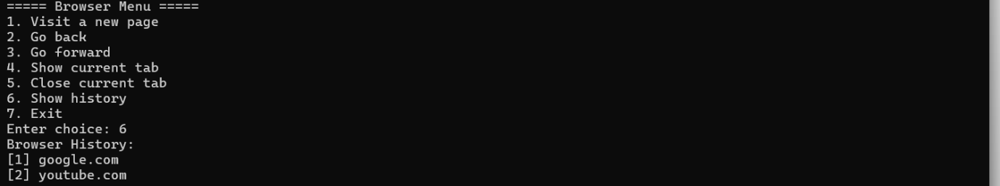 ===== Browser Menu =====
1. Visit a new page
2. Go back
3. Go forward
4. Show current tab
5. Close current tab
6. Show history
7. Exit
Enter choice: 6
Browser History:
[1] google.com
[2] youtube.com